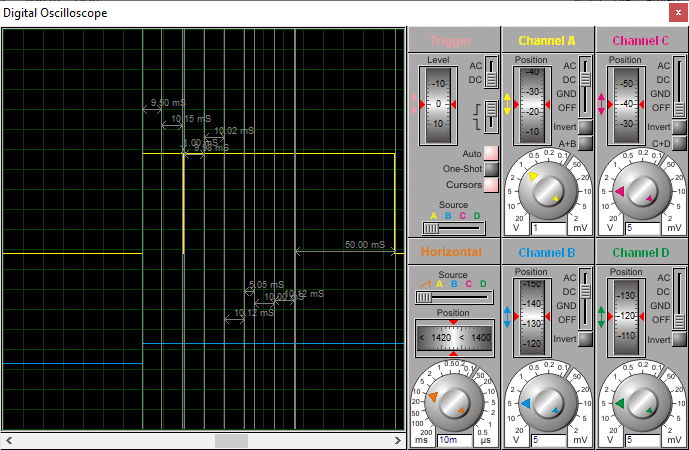 Digital Oscilloscope
x
9.50 mS
10.15 mS
10.02 mS
1.00 mS
9.98 mS
50.00 mS
5.05 mS
10.00 mS
10.12 mS
10.12 mS
Trigger
Level
-10
0
10
AC
DC
Auto
One-Shot
Cursors
Source
A B C D
Channel A
Position
-40
-30
-20
-10
AC
DC
GND
OFF
Invert
A+B
20 10 5 2 1 0.5 0.2 0.1 50 20 10 5 2
V 1 mV
Channel C
Position
-50
-40
-30
AC
DC
GND
OFF
Invert
C+D
20 10 5 2 1 0.5 0.2 0.1 50 20 10 5 2
V 5 mV
Horizontal
Source
A B C D
Position
< 1420 < 1400
200 100 50 20 10 5 2 1 0.5 0.2 0.1 50 20 10 5 2 1 0.5
ms 10m µs
Channel B
Position
-150
-140
-130
-120
AC
DC
GND
OFF
Invert
20 10 5 2 1 0.5 0.2 0.1 50 20 10 5 2
V 5 mV
Channel D
Position
-130
-120
-110
AC
DC
GND
OFF
Invert
20 10 5 2 1 0.5 0.2 0.1 50 20 10 5 2
V 5 mV